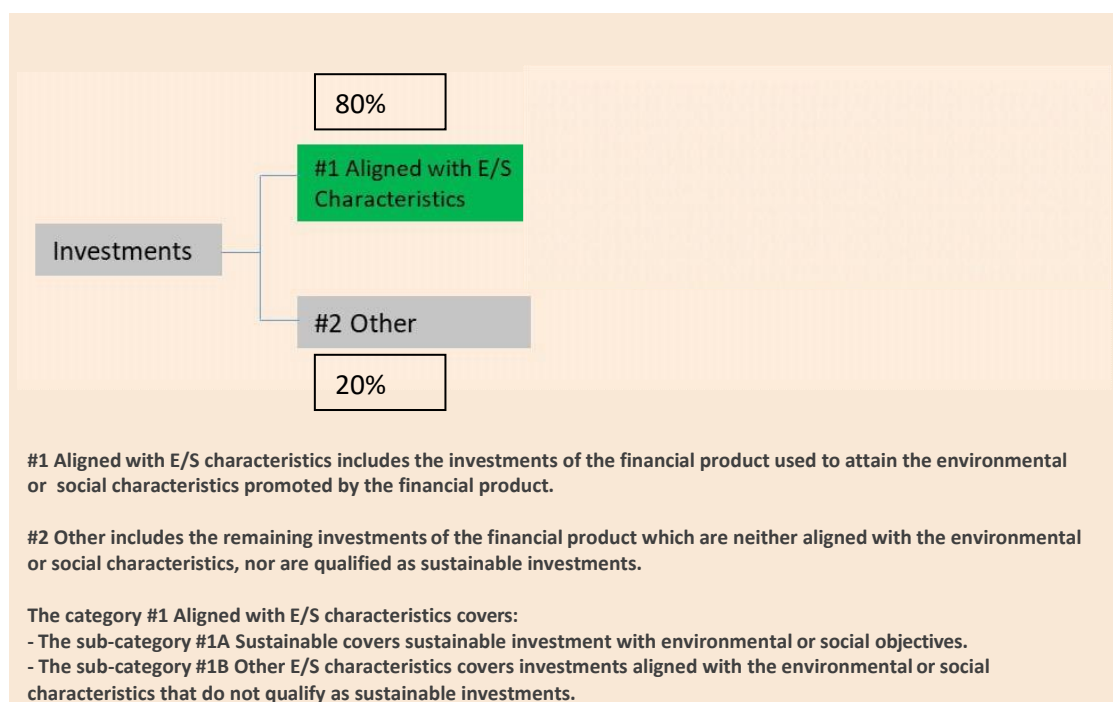 80%
#1 Aligned with E/S
Characteristics
Investments
#2 Other
20%
#1 Aligned with E/S characteristics includes the investments of the financial product used to attain the environmental
or social characteristics promoted by the financial product.
#2 Other includes the remaining investments of the financial product which are neither aligned with the environmental
or social characteristics, nor are qualified as sustainable investments.
The category #1 Aligned with E/S characteristics covers:
- The sub-category #1A Sustainable covers sustainable investment with environmental or social objectives.
- The sub-category #1B Other E/S characteristics covers investments aligned with the environmental or social
characteristics that do not qualify as sustainable investments.